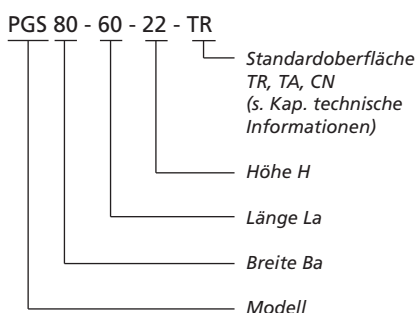 PGS 80 - 60 - 22 - TR
Standardoberfläche
TR, TA, CN
(s. Kap. technische
Informationen)
Höhe H
Länge La
Breite Ba
Modell